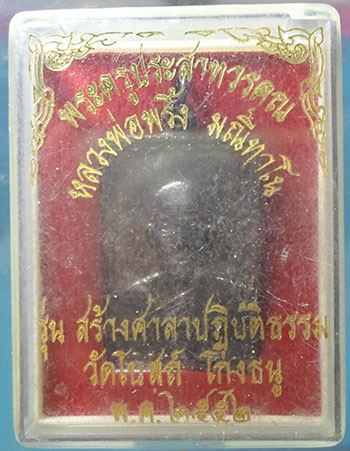 พระครูประสาทวรคุณ
หลวงพ่อพริ้ง มณีทาโน
รุ่น สร้างศาลาปฏิบัติธรรม
วัดโบสถ์ โก่งธนู
พ.ศ. ๒๕๕๒